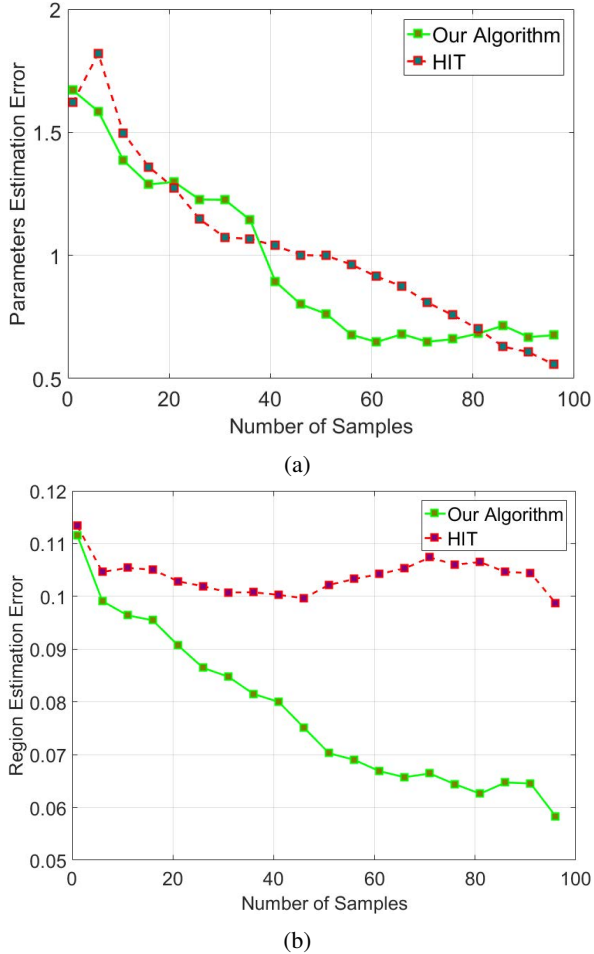 2
1.5
1
0.5
0
20
40
60
80
100
Parameters Estimation Error
Number of Samples
Our Algorithm
HIT
(a)
0.12
0.11
0.1
0.09
0.08
0.07
0.06
0.05
0
20
40
60
80
100
Region Estimation Error
Number of Samples
Our Algorithm
HIT
(b)